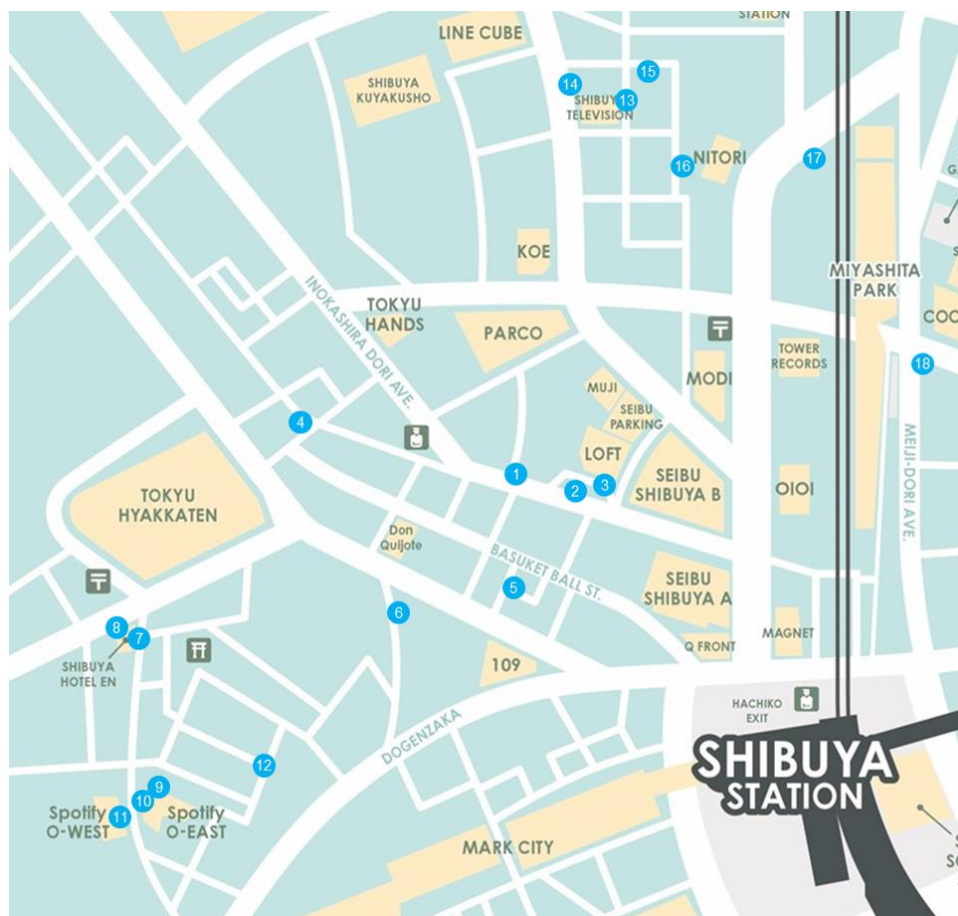 STATION
LINE CUBE
15
14
SHIBUYA
KUYAKUSHO
13
TELEVISION
NITORI
16
17
KOE
MIYASHITA
PARK
INOKASHIRA DORI AVE.
TOKYU
HANDS
PARCO
COO
TOWER
RECORDS
18
MODI
MUJI
SEIBU
PARKING
4
LOFT
1
2
3
SEIBU
SHIBUYA B
OIOI
MEIJI-DORI AVE.
TOKYU
HYAKKATEN
Don
Quijote
BASUKET BALL ST.
5
SEIBU
SHIBUYA A
6
8
7
MAGNET
Q FRONT
SHIBUYA
HOTEL EN
109
HACHIKO
EXIT
DOGENZAKA
SHIBUYA
STATION
12
9
10
11
Spotify
O-WEST
Spotify
O-EAST
MARK CITY